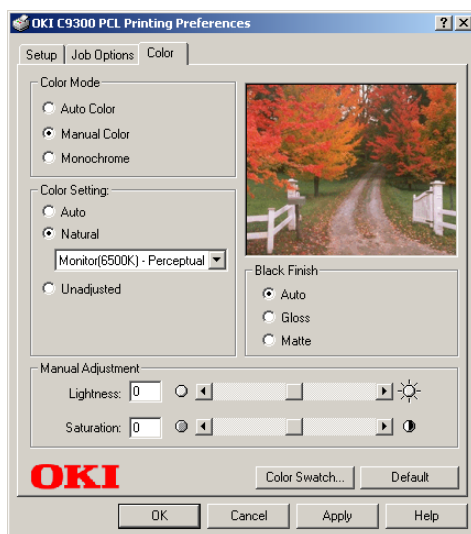 OKI C9300 PCL Printing Preferences
Setup Job Options Color
Color Mode
Auto Color
Manual Color
Monochrome
Color Setting:
Auto
Natural
Monitor(6500K) - Perceptual
Unadjusted
Black Finish
Auto
Gloss
Matte
Manual Adjustment
Lightness: 0
Saturation: 0
OKI
Color Swatch... Default
OK Cancel Apply Help